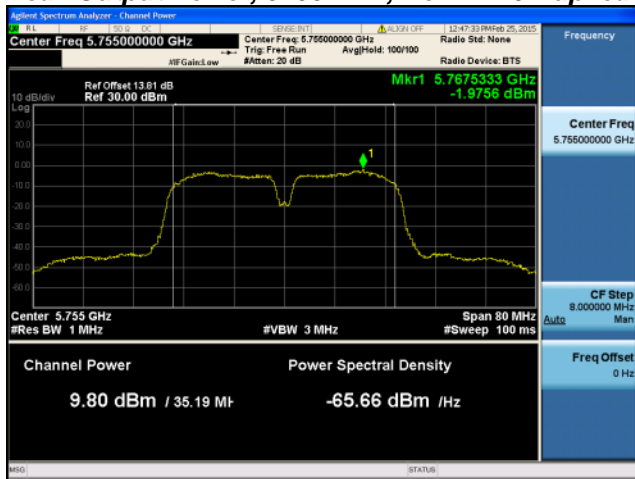 Agilent Spectrum Analyzer - Channel Power
RL RF 50 Ω DC SENSE:INT ALIGN OFF 12:47:33 PM Feb 25, 2015
Center Freq 5.755000000 GHz
Center Freq: 5.755000000 GHz
Radio Std: None
Trig: Free Run Avg|Hold: 100/100
#IFGain:Low #Atten: 20 dB Radio Device: BTS
Frequency
Mkr1 5.7675333 GHz
-1.9756 dBm
Ref Offset 13.81 dB
10 dB/div Ref 30.00 dBm
Log
20.0
10.0
0.00
-10.0
-20.0
-30.0
-40.0
-50.0
-60.0
1
Center 5.755 GHz Span 80 MHz
#Res BW 1 MHz #VBW 3 MHz #Sweep 100 ms
Channel Power Power Spectral Density
9.80 dBm / 35.19 MH -65.66 dBm /Hz
Center Freq
5.755000000 GHz
CF Step
8.000000 MHz
Auto Man
Freq Offset
0 Hz
MSG STATUS